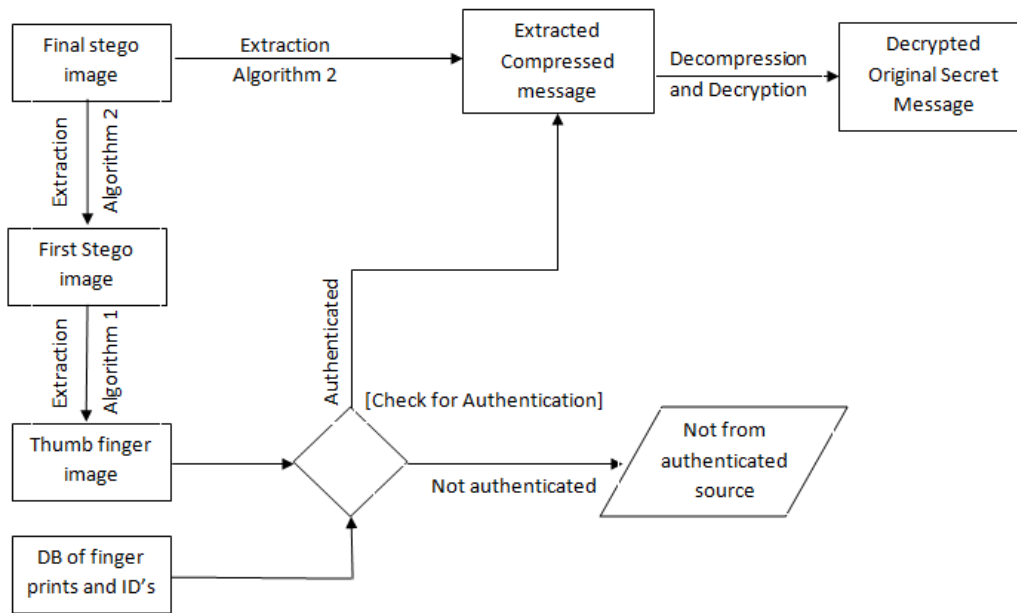 Final stego
image
Extraction
Algorithm 2
Extracted
Compressed
message
Decompression
and Decryption
Decrypted
Original Secret
Message
Extraction
Algorithm 2
First Stego
image
Extraction
Algorithm 1
Authenticated
[Check for Authentication]
Thumb finger
image
Not authenticated
Not from
authenticated
source
DB of finger
prints and ID's